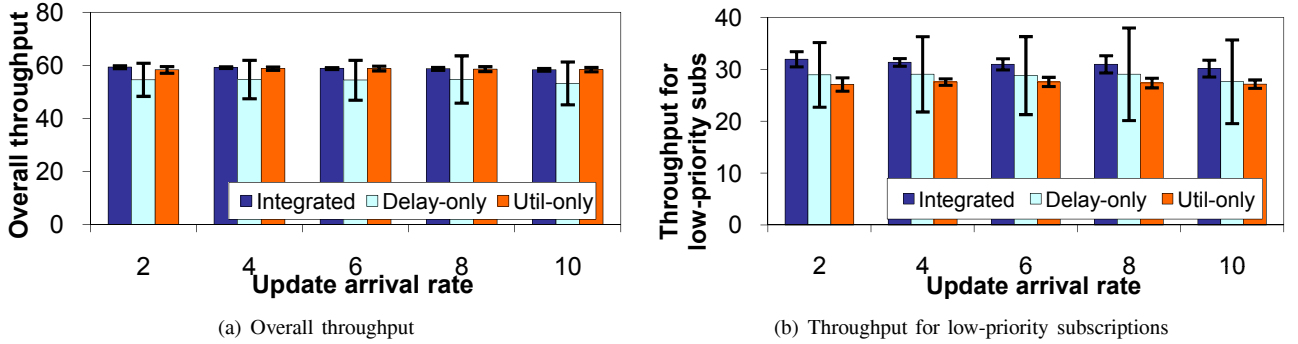 80
60
40
20
0
Overall throughput
Integrated Delay-only Util-only
2 4 6 8 10
Update arrival rate
(a) Overall throughput
40
30
20
10
0
Throughput for
low-priority subs
Integrated Delay-only Util-only
2 4 6 8 10
Update arrival rate
(b) Throughput for low-priority subscriptions